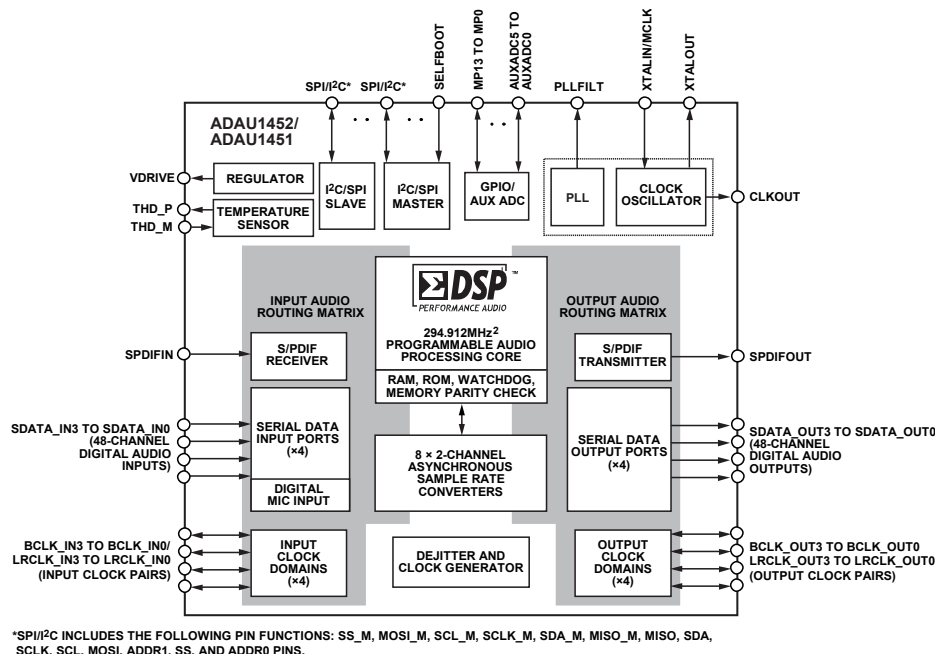 SPI/I2C*
SPI/I2C*
SELFBOOT
MP13 TO MP0
AUXADC5 TO
AUXADC0
PLLFILT
XTALIN/MCLK
XTALOUT
ADAU1452/
ADAU1451
VDRIVE
REGULATOR
THD_P
THD_M
TEMPERATURE
SENSOR
I2C/SPI
SLAVE
I2C/SPI
MASTER
GPIO/
AUX ADC
PLL
CLOCK
OSCILLATOR
CLKOUT
INPUT AUDIO
ROUTING MATRIX
DSP™
PERFORMANCE AUDIO
294.912MHz2
PROGRAMMABLE AUDIO
PROCESSING CORE
RAM, ROM, WATCHDOG,
MEMORY PARITY CHECK
OUTPUT AUDIO
ROUTING MATRIX
SPDIFIN
S/PDIF
RECEIVER
S/PDIF
TRANSMITTER
SPDIFOUT
SDATA_IN3 TO SDATA_IN0
(48-CHANNEL
DIGITAL AUDIO
INPUTS)
SERIAL DATA
INPUT PORTS
(×4)
DIGITAL
MIC INPUT
8 × 2-CHANNEL
ASYNCHRONOUS
SAMPLE RATE
CONVERTERS
SERIAL DATA
OUTPUT PORTS
(×4)
SDATA_OUT3 TO SDATA_OUT0
(48-CHANNEL
DIGITAL AUDIO
OUTPUTS)
BCLK_IN3 TO BCLK_IN0/
LRCLK_IN3 TO LRCLK_IN0
(INPUT CLOCK PAIRS)
INPUT
CLOCK
DOMAINS
(×4)
DEJITTER AND
CLOCK GENERATOR
OUTPUT
CLOCK
DOMAINS
(×4)
BCLK_OUT3 TO BCLK_OUT0
LRCLK_OUT3 TO LRCLK_OUT0
(OUTPUT CLOCK PAIRS)
*SPI/I2C INCLUDES THE FOLLOWING PIN FUNCTIONS: SS_M, MOSI_M, SCL_M, SCLK_M, SDA_M, MISO_M, MISO, SDA,
SCLK, SCL, MOSI, ADDR1, SS, AND ADDR0 PINS.